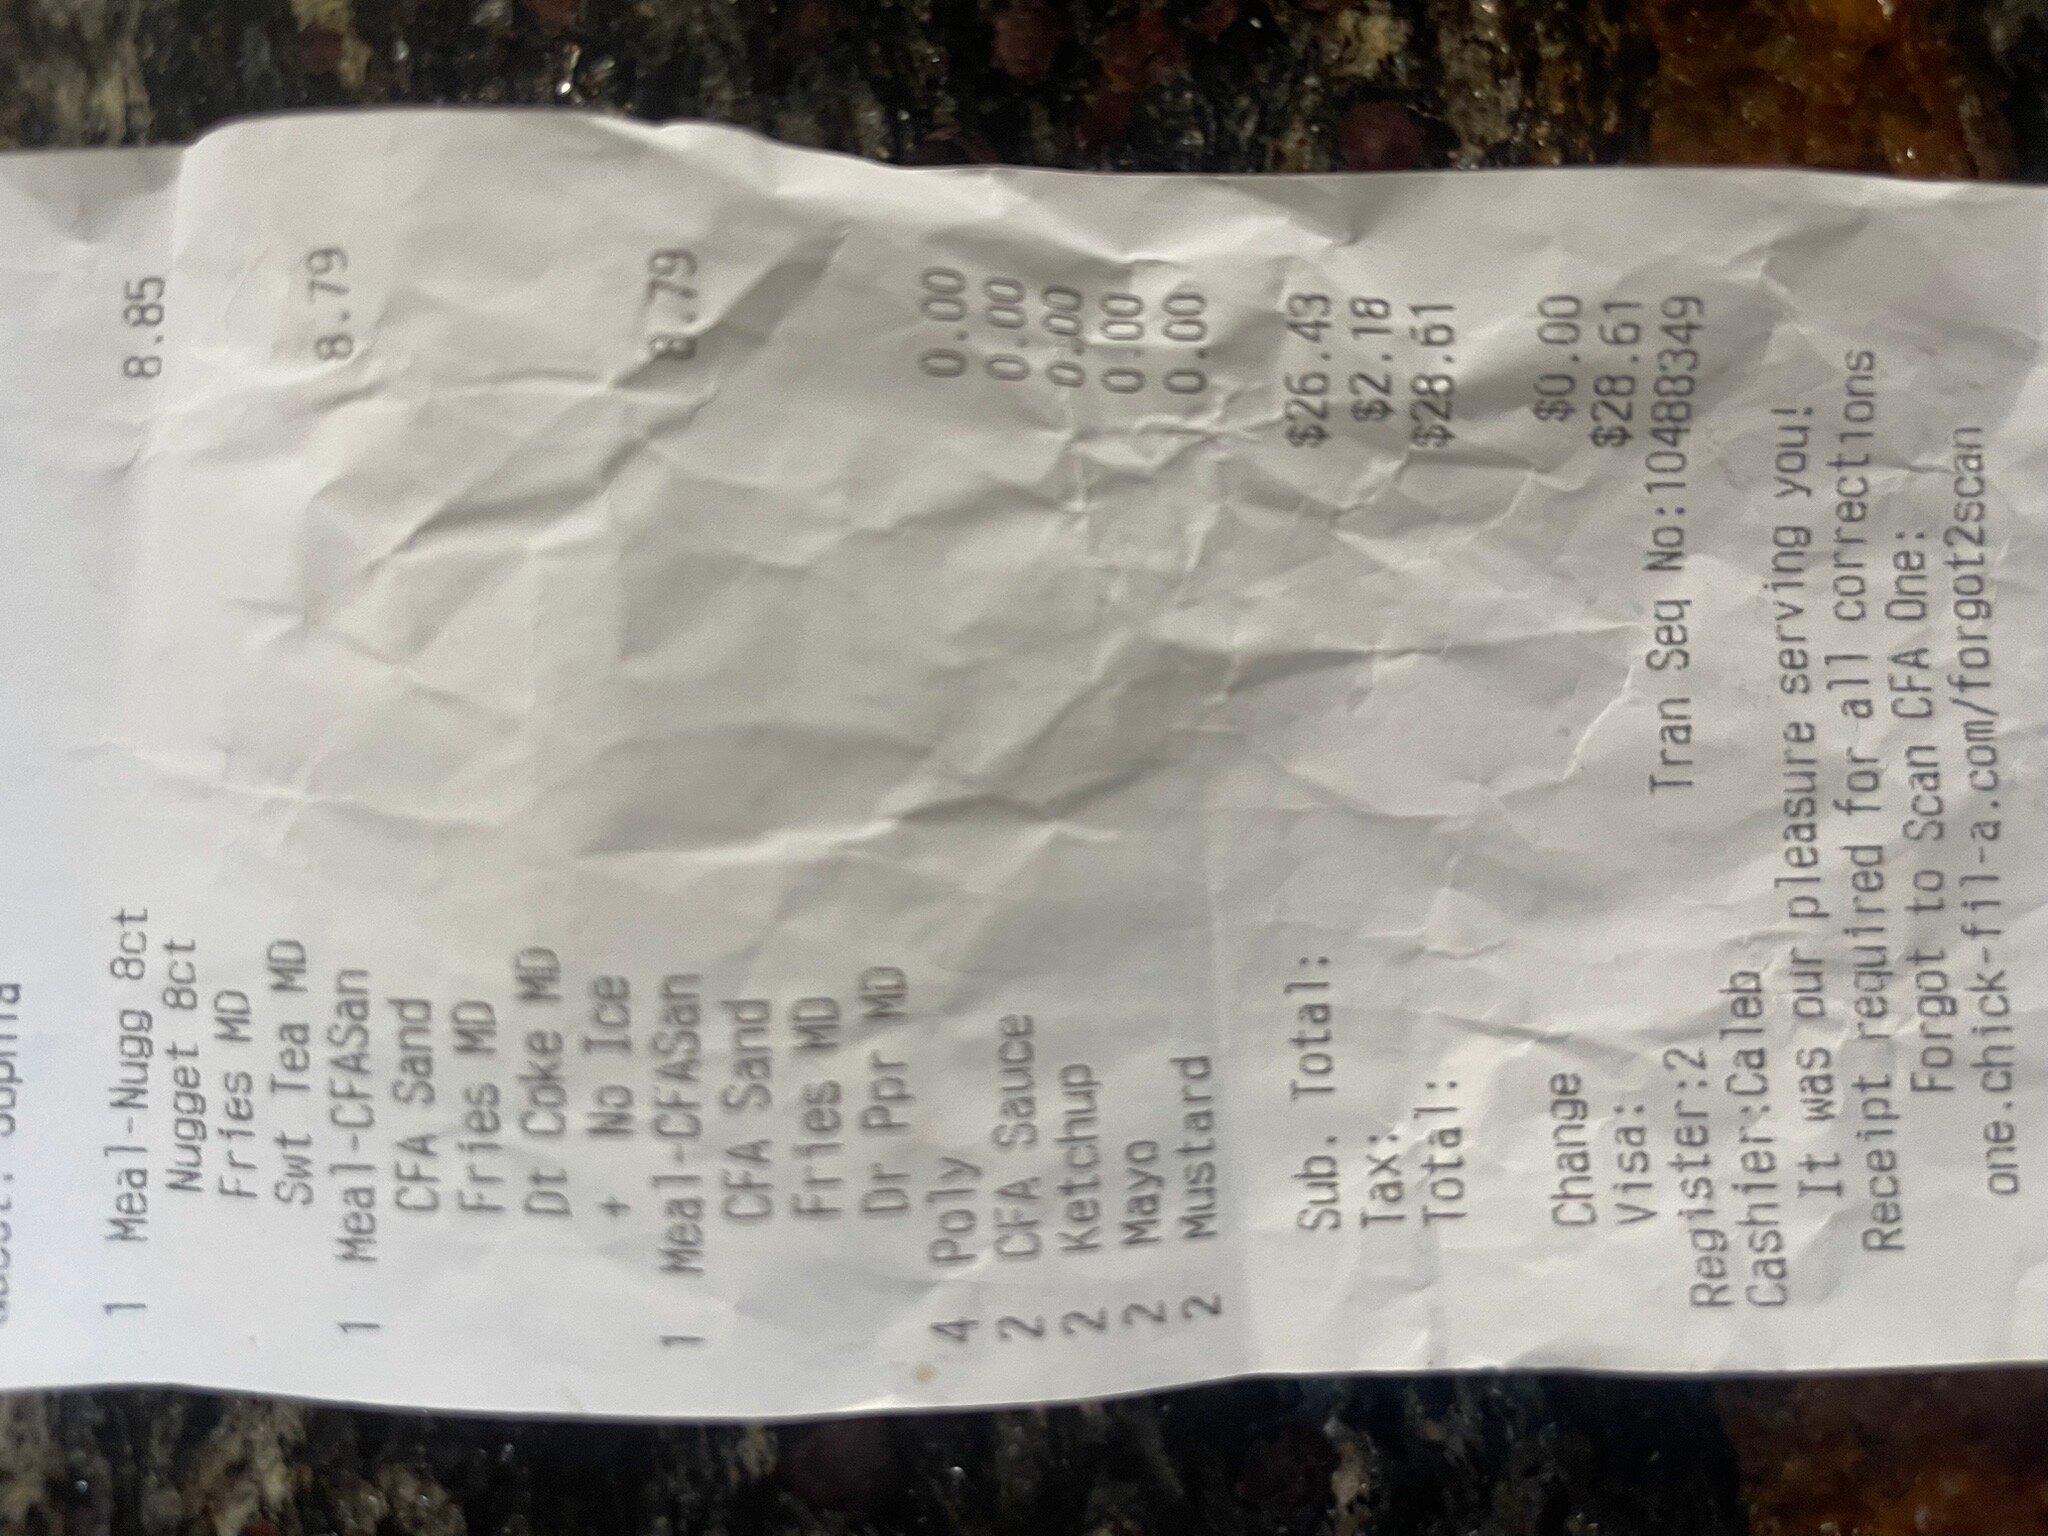 1 Meal-Nugg 8ct 8.85
Nugget 8ct
Fries MD
Swt Tea MD
1 Meal-CFASan 8.79
CFA Sand
Fries MD
Dt Coke MD
+ No Ice
1 Meal-CFASan 8.79
CFA Sand
Fries MD
Dr Ppr MD
4 Poly 0.00
2 CFA Sauce 0.00
2 Ketchup 0.00
2 Mayo 0.00
2 Mustard 0.00
Sub. Total: $26.43
Tax: $2.18
Total: $28.61
Change $0.00
Visa: $28.61
Register:2 Tran Seq No:10488349
Cashier:Caleb
It was our pleasure serving you!
Receipt required for all corrections
Forgot to Scan CFA One:
one.chick-fil-a.com/forgot2scan